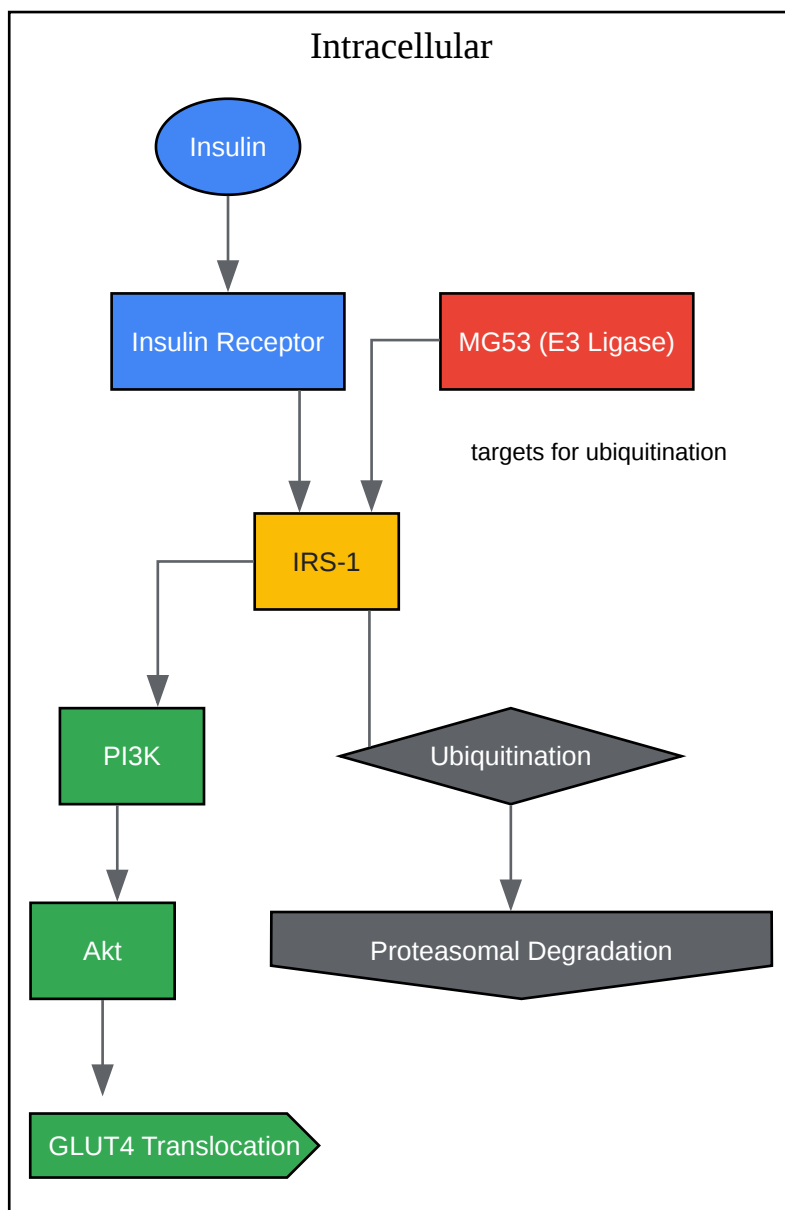 Intracellular
Insulin
Insulin Receptor
MG53 (E3 Ligase)
targets for ubiquitination
IRS-1
PI3K
Ubiquitination
Akt
Proteasomal Degradation
GLUT4 Translocation